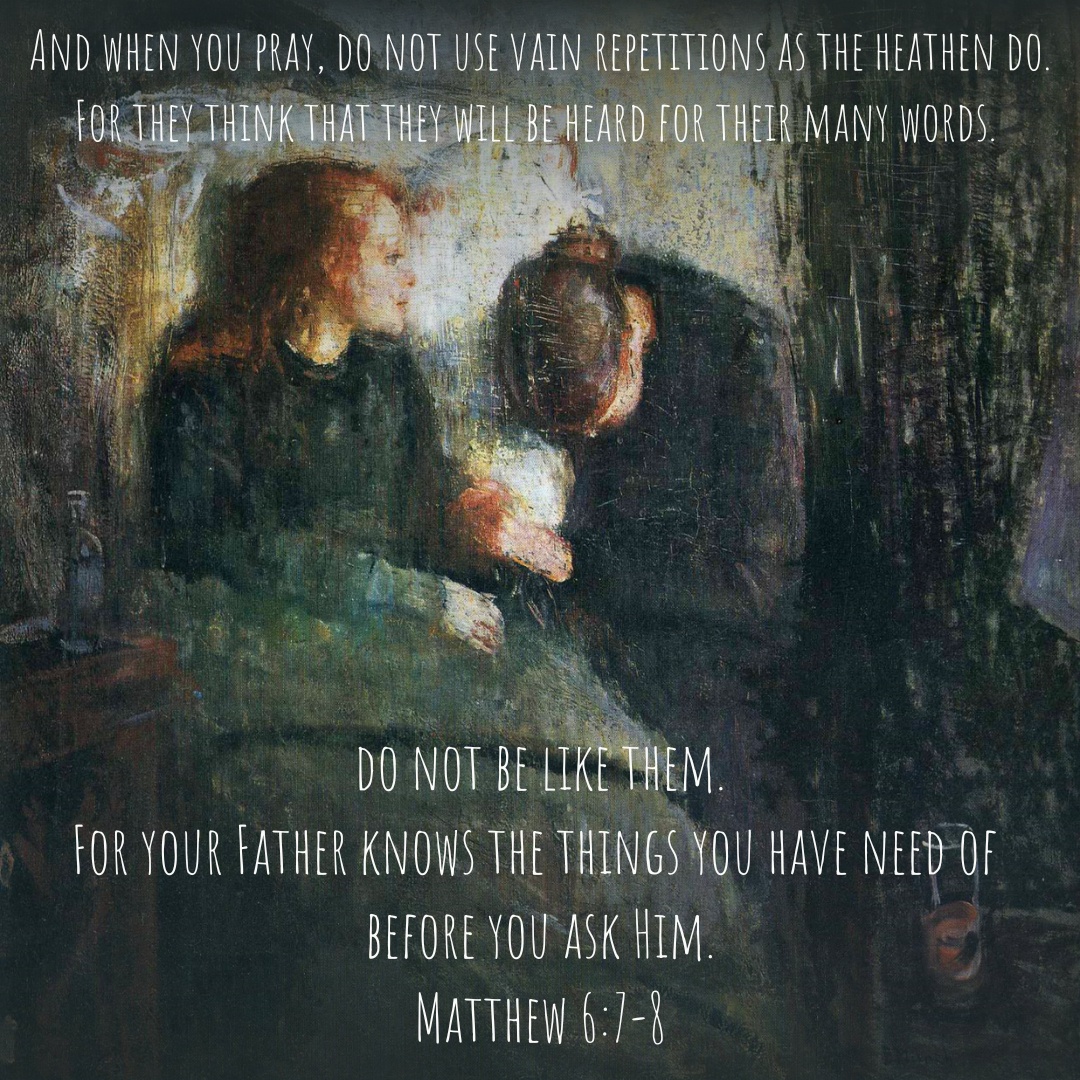 And when you pray, do not use vain repetitions as the heathen do.
For they think that they will be heard for their many words.
do not be like them.
For your Father knows the things you have need of
before you ask Him.
Matthew 6:7-8